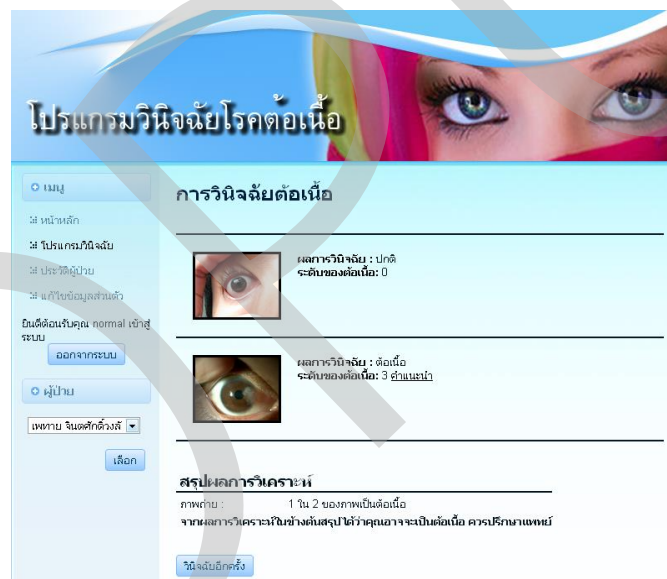 โปรแกรมวินิจฉัยโรคต้อเนื้อ
เมนู
หน้าหลัก
โปรแกรมวินิจฉัย
ประวัติผู้ป่วย
แก้ไขข้อมูลส่วนตัว
ยินดีต้อนรับคุณ normal เข้าสู่
ระบบ
ออกจากระบบ
ผู้ป่วย
เพทาย จินตศักดิ์วงส์
เลือก
การวินิจฉัยต้อเนื้อ
ผลการวินิจฉัย : ปกติ
ระดับของต้อเนื้อ: 0
ผลการวินิจฉัย : ต้อเนื้อ
ระดับของต้อเนื้อ: 3 คำแนะนำ
สรุปผลการวิเคราะห์
ภาพถ่าย : 1 ใน 2 ของภาพเป็นต้อเนื้อ
จากผลการวิเคราะห์ในข้างต้นสรุปได้ว่าคุณอาจจะเป็นต้อเนื้อ ควรปรึกษาแพทย์
วินิจฉัยอีกครั้ง